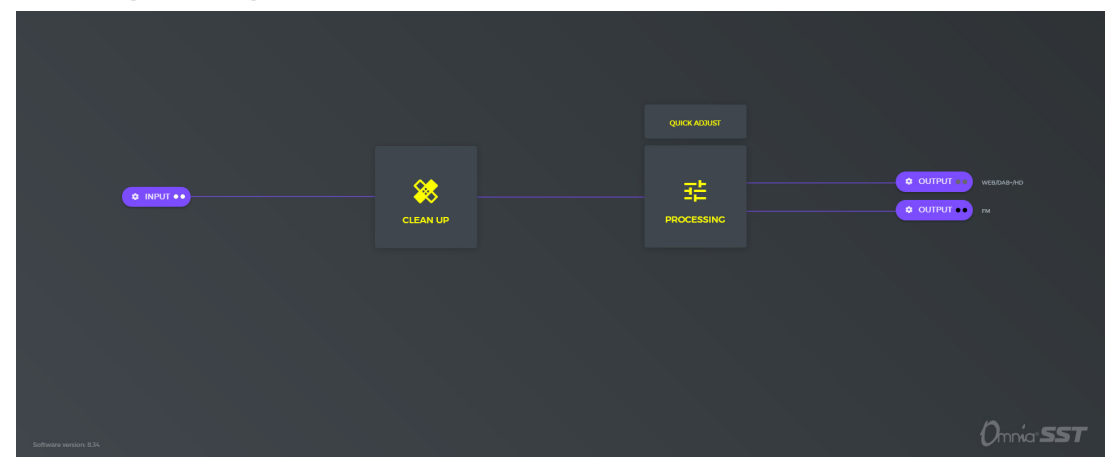 QUICK ADJUST
INPUT
CLEAN UP
PROCESSING
OUTPUT
WEB/DAB+/HD
OUTPUT
FM
Software version: 8.34
Omnia SST